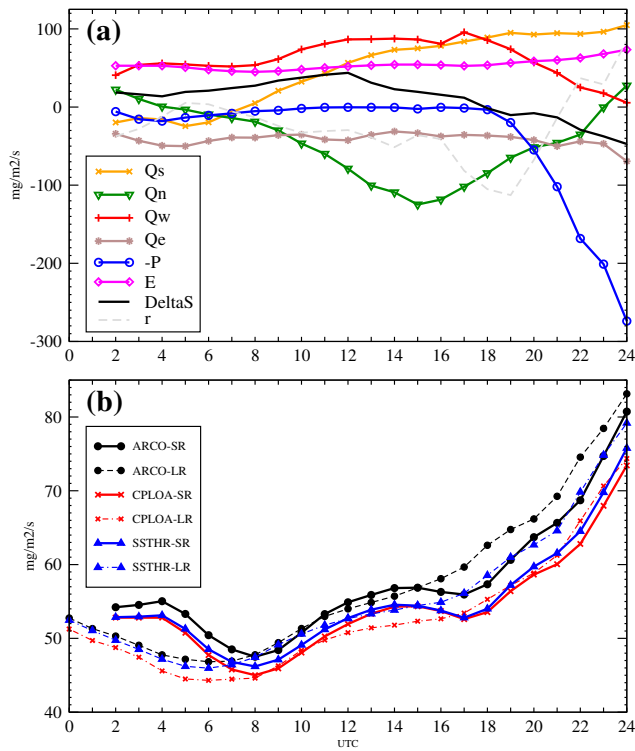 (a)
100
0
-100
-200
-300
mg/m2/s
Qs
Qn
Qw
Qe
-P
E
DeltaS
r
0 2 4 6 8 10 12 14 16 18 20 22 24
(b)
80
70
60
50
40
mg/m2/s
ARCO-SR
ARCO-LR
CPLOA-SR
CPLOA-LR
SSTHR-SR
SSTHR-LR
0 2 4 6 8 10 12 14 16 18 20 22 24
UTC